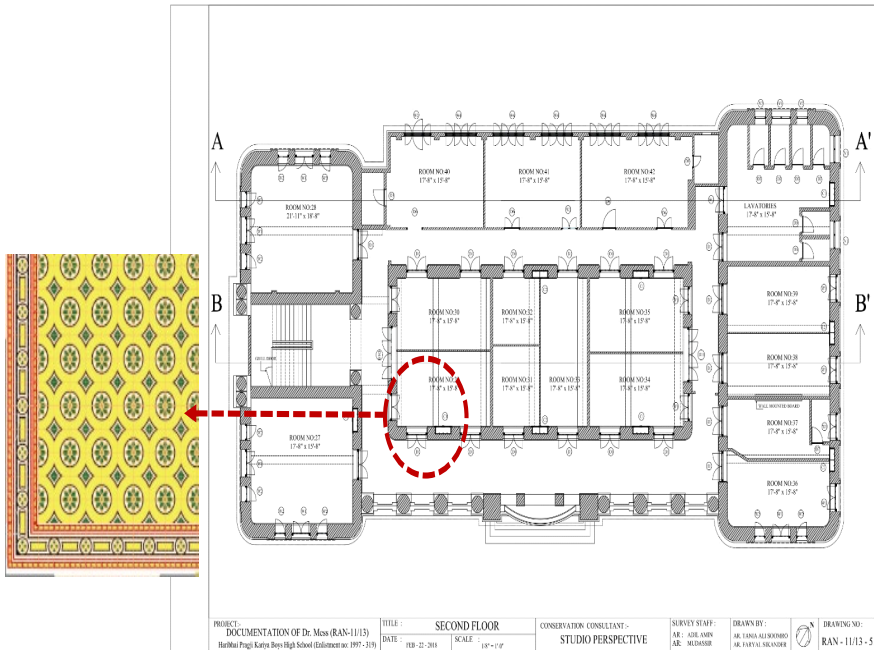 A
A'
B
B'
ROOM NO:40
17'-8" x 15'-8"
ROOM NO:41
17'-8" x 15'-8"
ROOM NO:42
17'-8" x 15'-8"
ROOM NO:28
21'-11" x 18'-8"
LAVATORIES
17'-8" x 15'-8"
ROOM NO:30
17'-8" x 15'-8"
ROOM NO:32
17'-8" x 15'-8"
ROOM NO:35
17'-8" x 15'-8"
ROOM NO:39
17'-8" x 15'-8"
ROOM NO:38
17'-8" x 15'-8"
17'-8" x 15'-8"
ROOM NO:31
17'-8" x 15'-8"
ROOM NO:33
17'-8" x 15'-8"
ROOM NO:34
17'-8" x 15'-8"
WALL MOUNTED BOARD
ROOM NO:37
17'-8" x 15'-8"
ROOM NO:27
17'-8" x 15'-8"
ROOM NO:36
17'-8" x 15'-8"
PROJECT:-
DOCUMENTATION OF Dr. Mess (RAN-11/13)
Haribhai Pragji Kariya Boys High School (Enlistment no: 1997 - 319)
TITLE : SECOND FLOOR
DATE : FEB - 22 - 2018 SCALE : 1/8" = 1'0"
CONSERVATION CONSULTANT :-
STUDIO PERSPECTIVE
SURVEY STAFF :
AR : ADIL AMIN
AR: MUDASSIR
DRAWN BY :
AR. TANIA ALI SOOMRO
AR. FARYAL SIKANDER
N
DRAWING NO :
RAN - 11/13 - 5